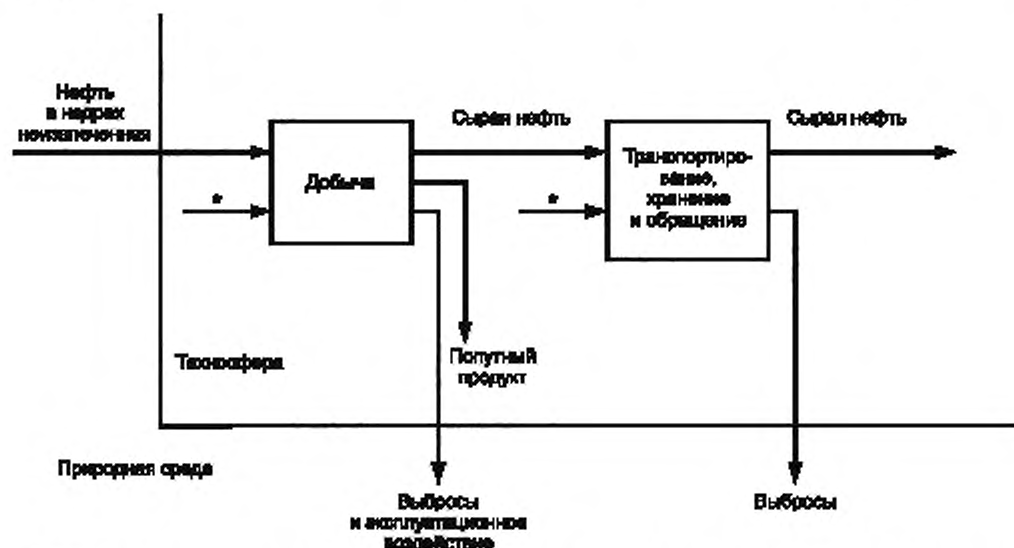 Нефть
в недрах
неизвлеченная
Сырая нефть
Сырая нефть
Добыча
Транпортиро-
вание,
хранение
и обращение
*
*
Техносфера
Попутный
продукт
Природная среда
Выбросы
и эксплуатационное
воздействие
Выбросы